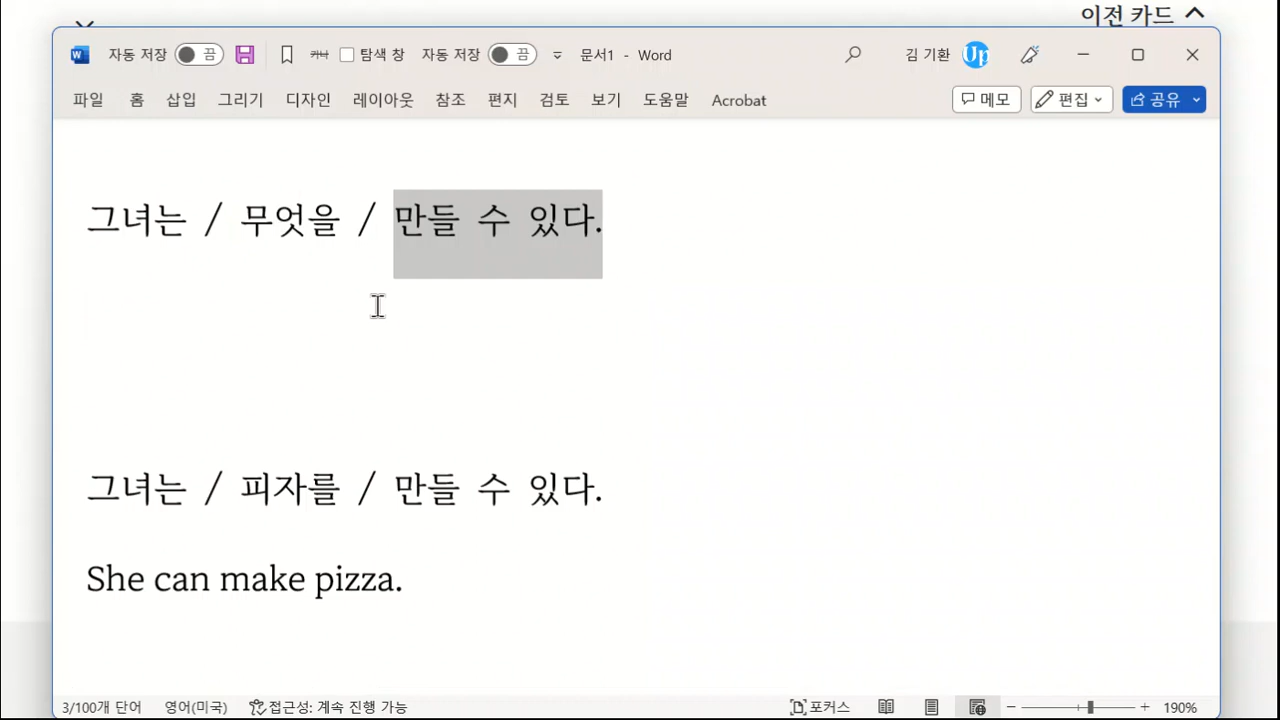 이전 카드
자동 저장 끔 가나 탐색 창 자동 저장 끔 문서1 - Word 김 기환 Up
파일 홈 삽입 그리기 디자인 레이아웃 참조 편지 검토 보기 도움말 Acrobat 메모 편집 공유
그녀는 / 무엇을 / 만들 수 있다.
그녀는 / 피자를 / 만들 수 있다.
She can make pizza.
3/100개 단어 영어(미국) 접근성: 계속 진행 가능 포커스 190%